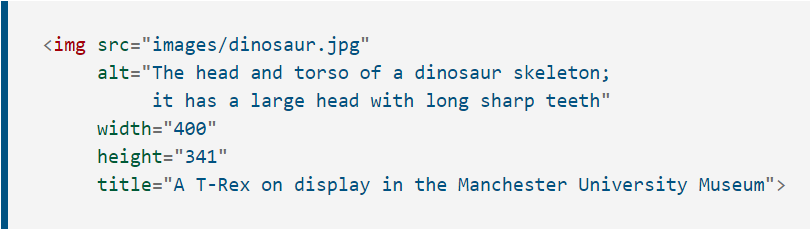 <img src="images/dinosaur.jpg"
     alt="The head and torso of a dinosaur skeleton;
          it has a large head with long sharp teeth"
     width="400"
     height="341"
     title="A T-Rex on display in the Manchester University Museum">